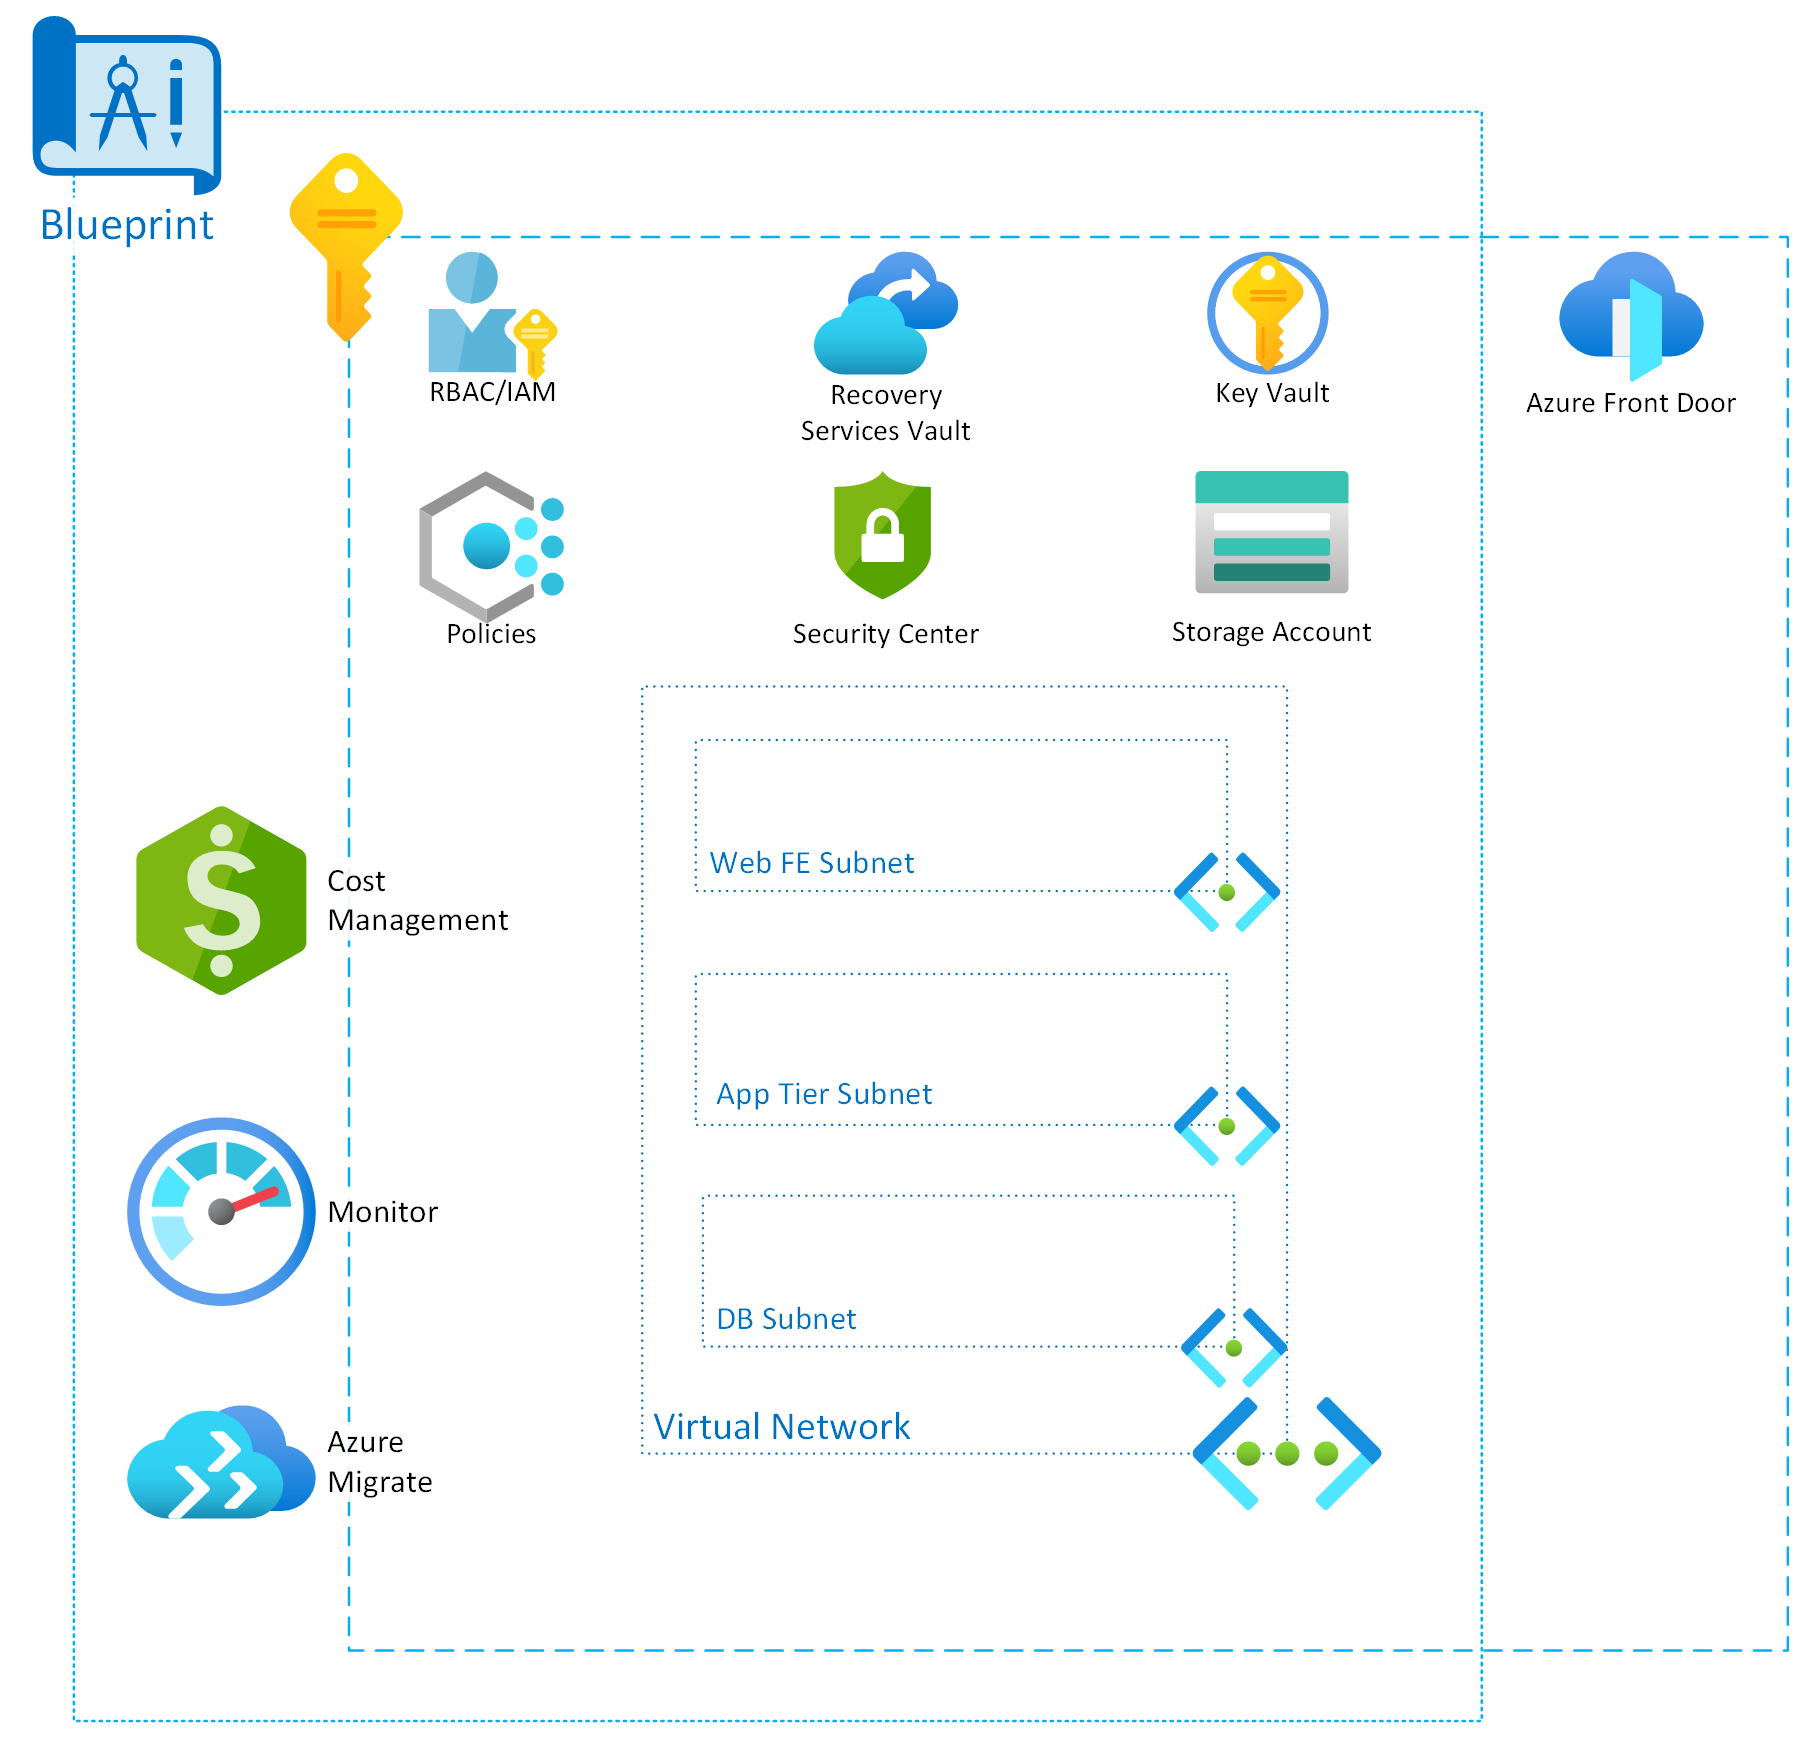 Blueprint
RBAC/IAM
Recovery
Services Vault
Key Vault
Azure Front Door
Policies
Security Center
Storage Account
Web FE Subnet
Cost
Management
App Tier Subnet
Monitor
DB Subnet
Virtual Network
Azure
Migrate